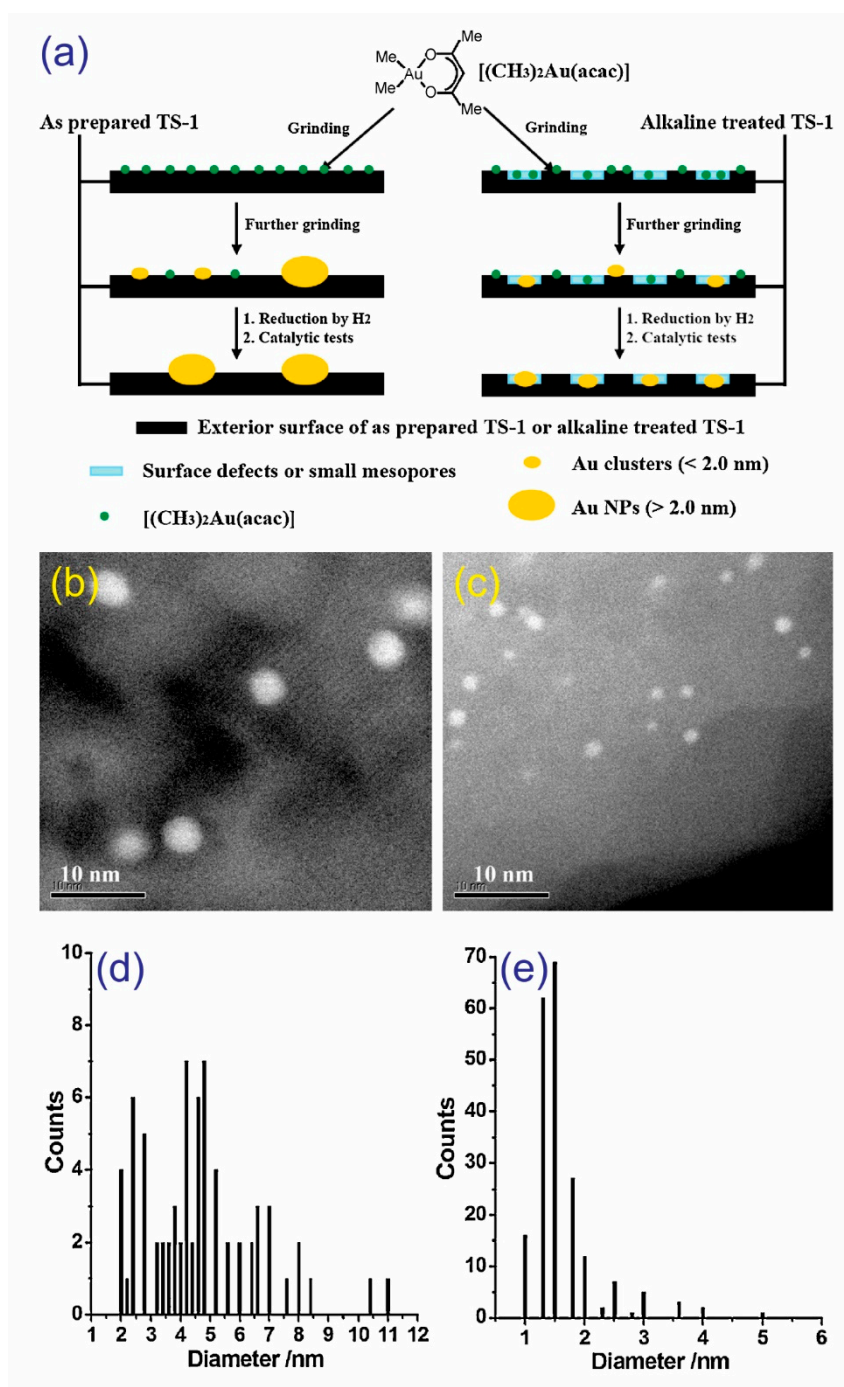 (a)
Me
Me
Au
O
O
Me
Me
[(CH3)2Au(acac)]
As prepared TS-1
Grinding
Grinding
Alkaline treated TS-1
Further grinding
Further grinding
1. Reduction by H2
2. Catalytic tests
1. Reduction by H2
2. Catalytic tests
Exterior surface of as prepared TS-1 or alkaline treated TS-1
Surface defects or small mesopores
Au clusters (< 2.0 nm)
[(CH3)2Au(acac)]
Au NPs (> 2.0 nm)
(b)
10 nm
10 nm
(c)
10 nm
10 nm
(d)
10
8
6
4
2
0
Counts
1 2 3 4 5 6 7 8 9 10 11 12
Diameter /nm
(e)
70
60
50
40
30
20
10
0
Counts
1 2 3 4 5 6
Diameter /nm